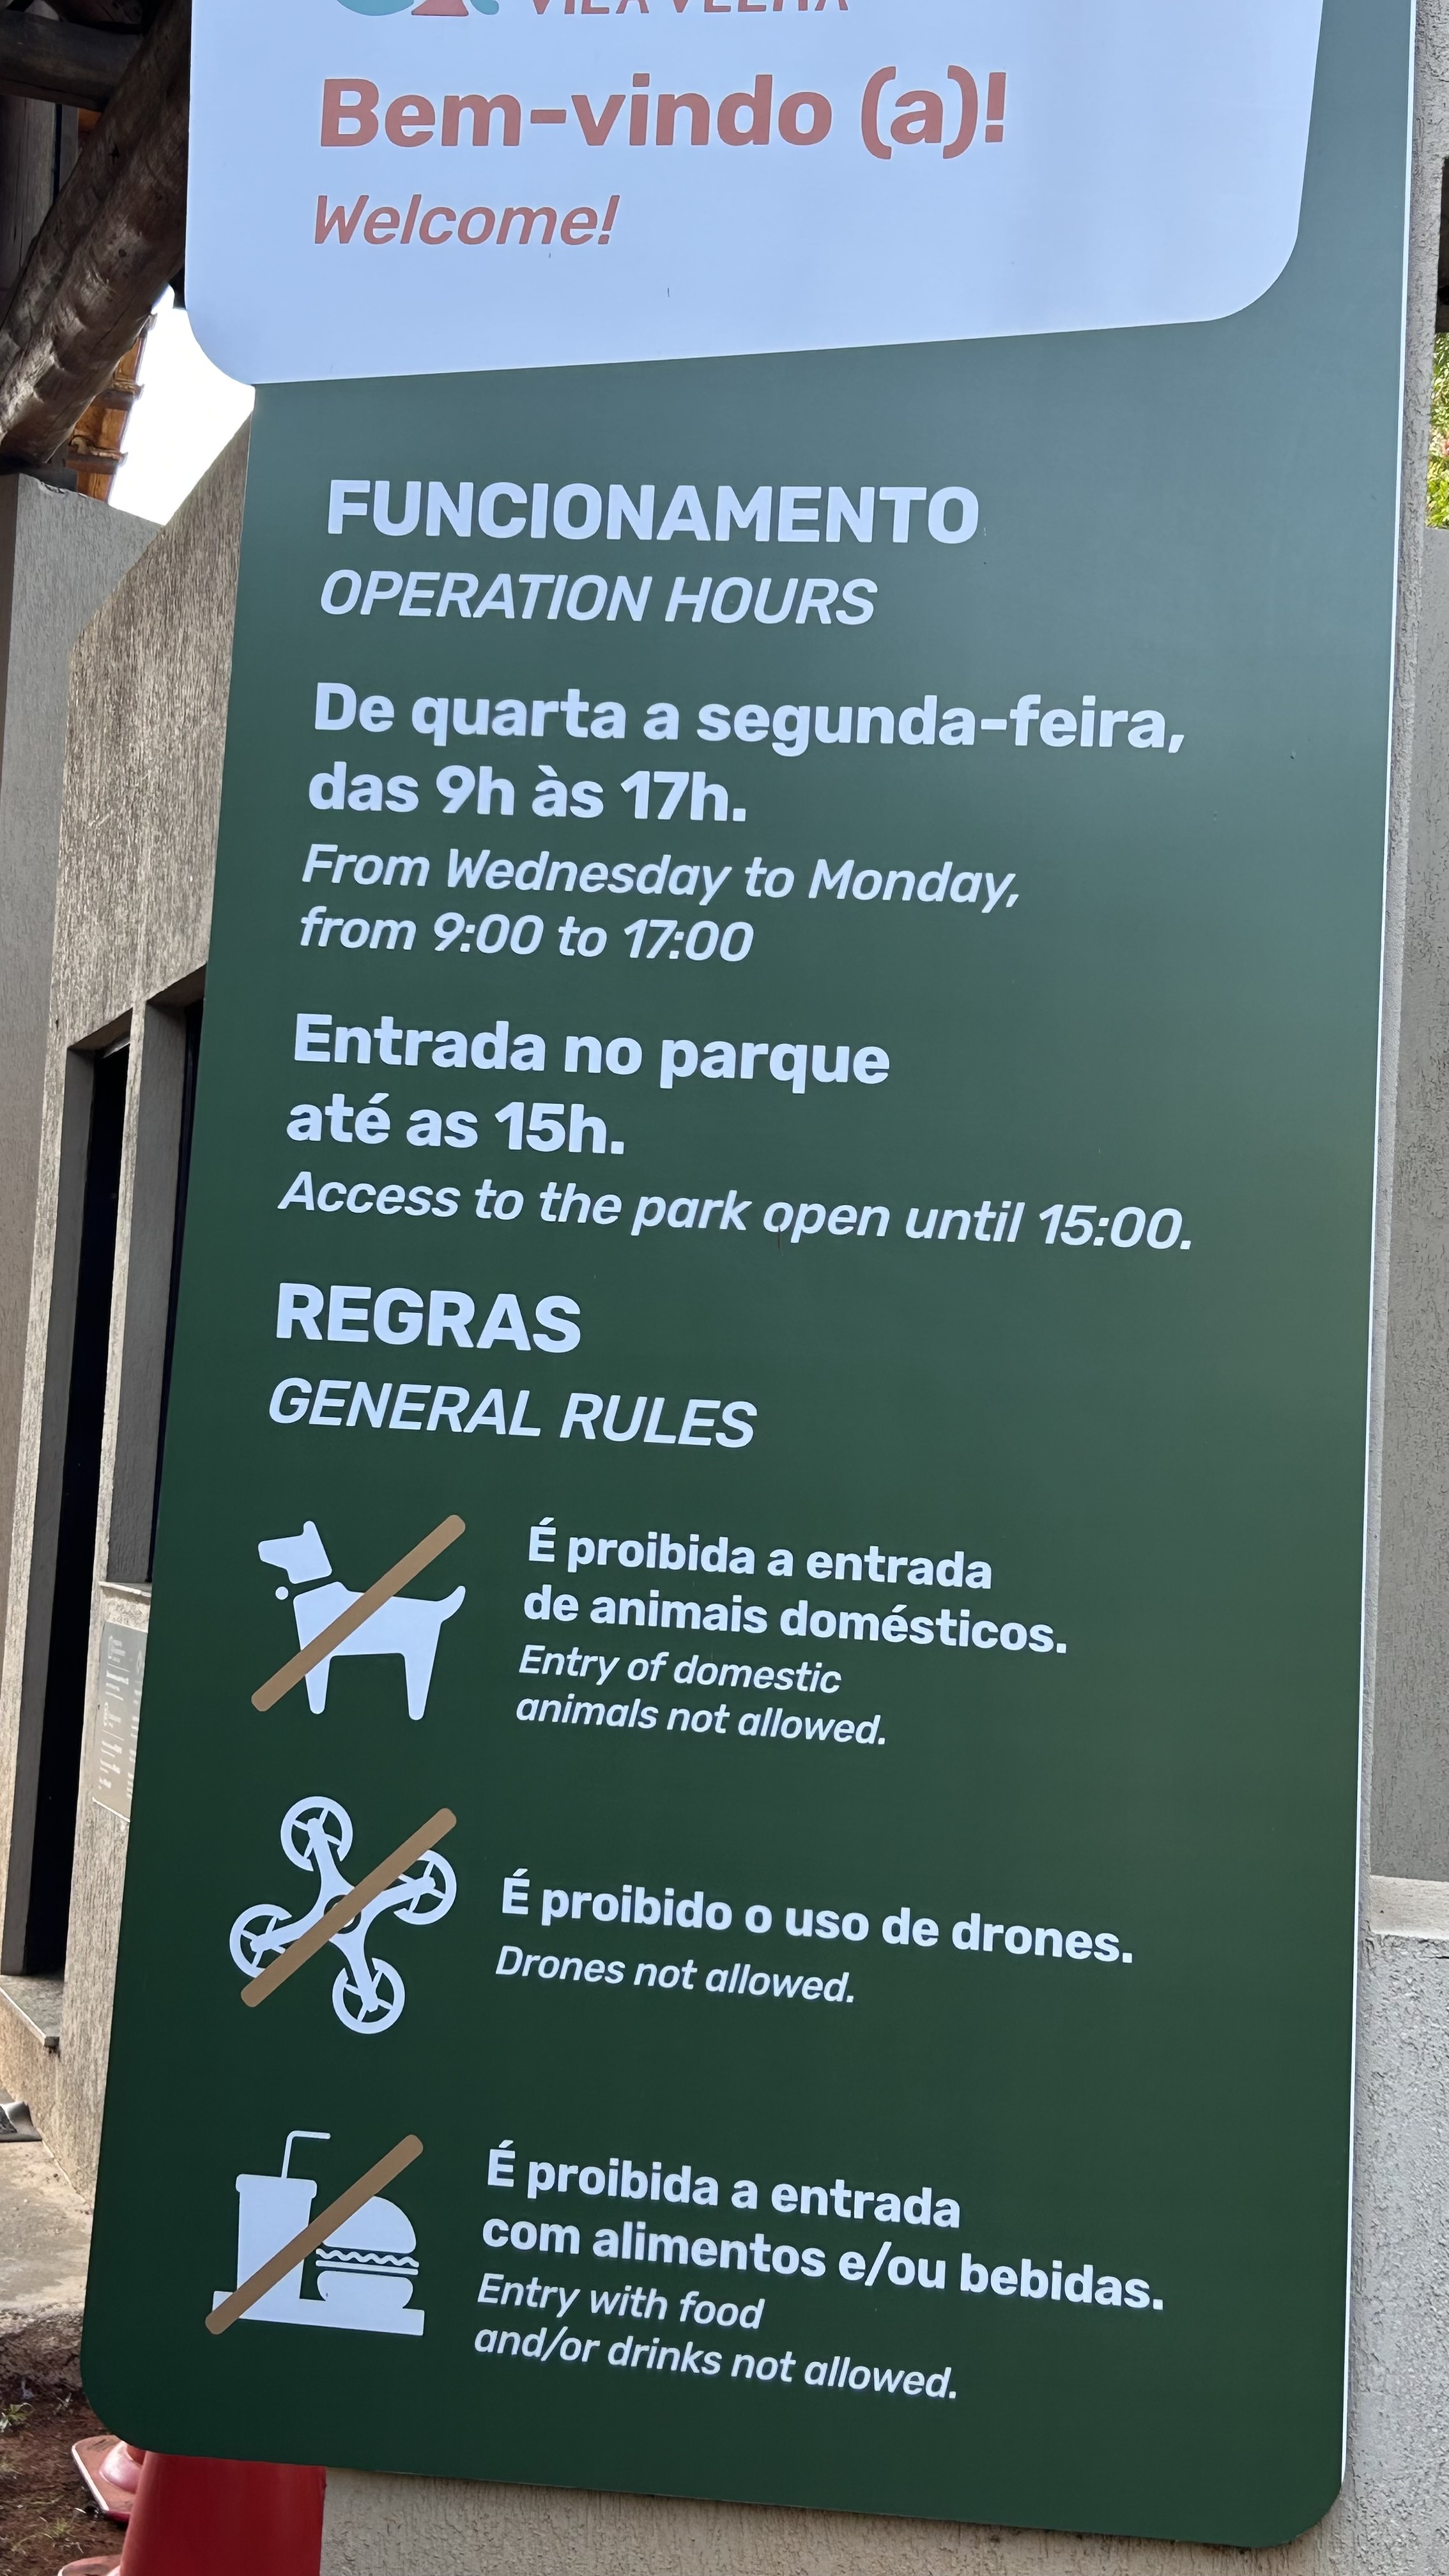 VILA VELHA
Bem-vindo (a)!
Welcome!
FUNCIONAMENTO
OPERATION HOURS
De quarta a segunda-feira,
das 9h às 17h.
From Wednesday to Monday,
from 9:00 to 17:00
Entrada no parque
até as 15h.
Access to the park open until 15:00.
REGRAS
GENERAL RULES
É proibida a entrada
de animais domésticos.
Entry of domestic
animals not allowed.
É proibido o uso de drones.
Drones not allowed.
É proibida a entrada
com alimentos e/ou bebidas.
Entry with food
and/or drinks not allowed.